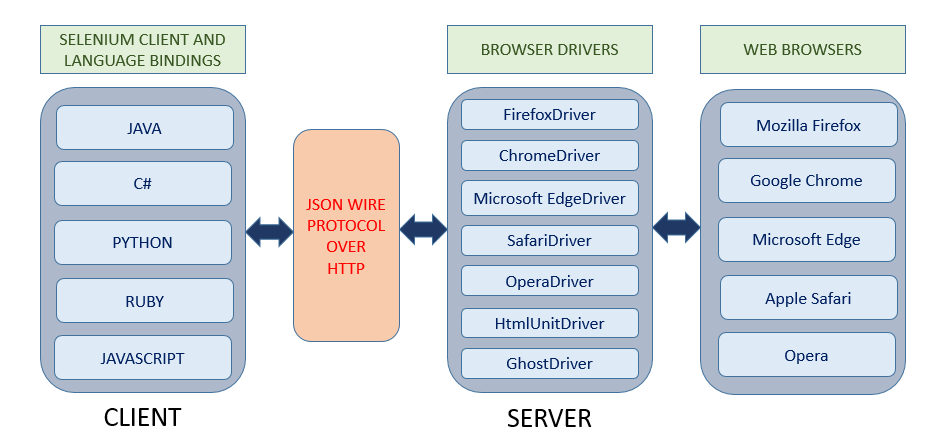 SELENIUM CLIENT AND
LANGUAGE BINDINGS
JAVA
C#
PYTHON
RUBY
JAVASCRIPT
CLIENT
JSON WIRE
PROTOCOL
OVER
HTTP
BROWSER DRIVERS
FirefoxDriver
ChromeDriver
Microsoft EdgeDriver
SafariDriver
OperaDriver
HtmlUnitDriver
GhostDriver
SERVER
WEB BROWSERS
Mozilla Firefox
Google Chrome
Microsoft Edge
Apple Safari
Opera